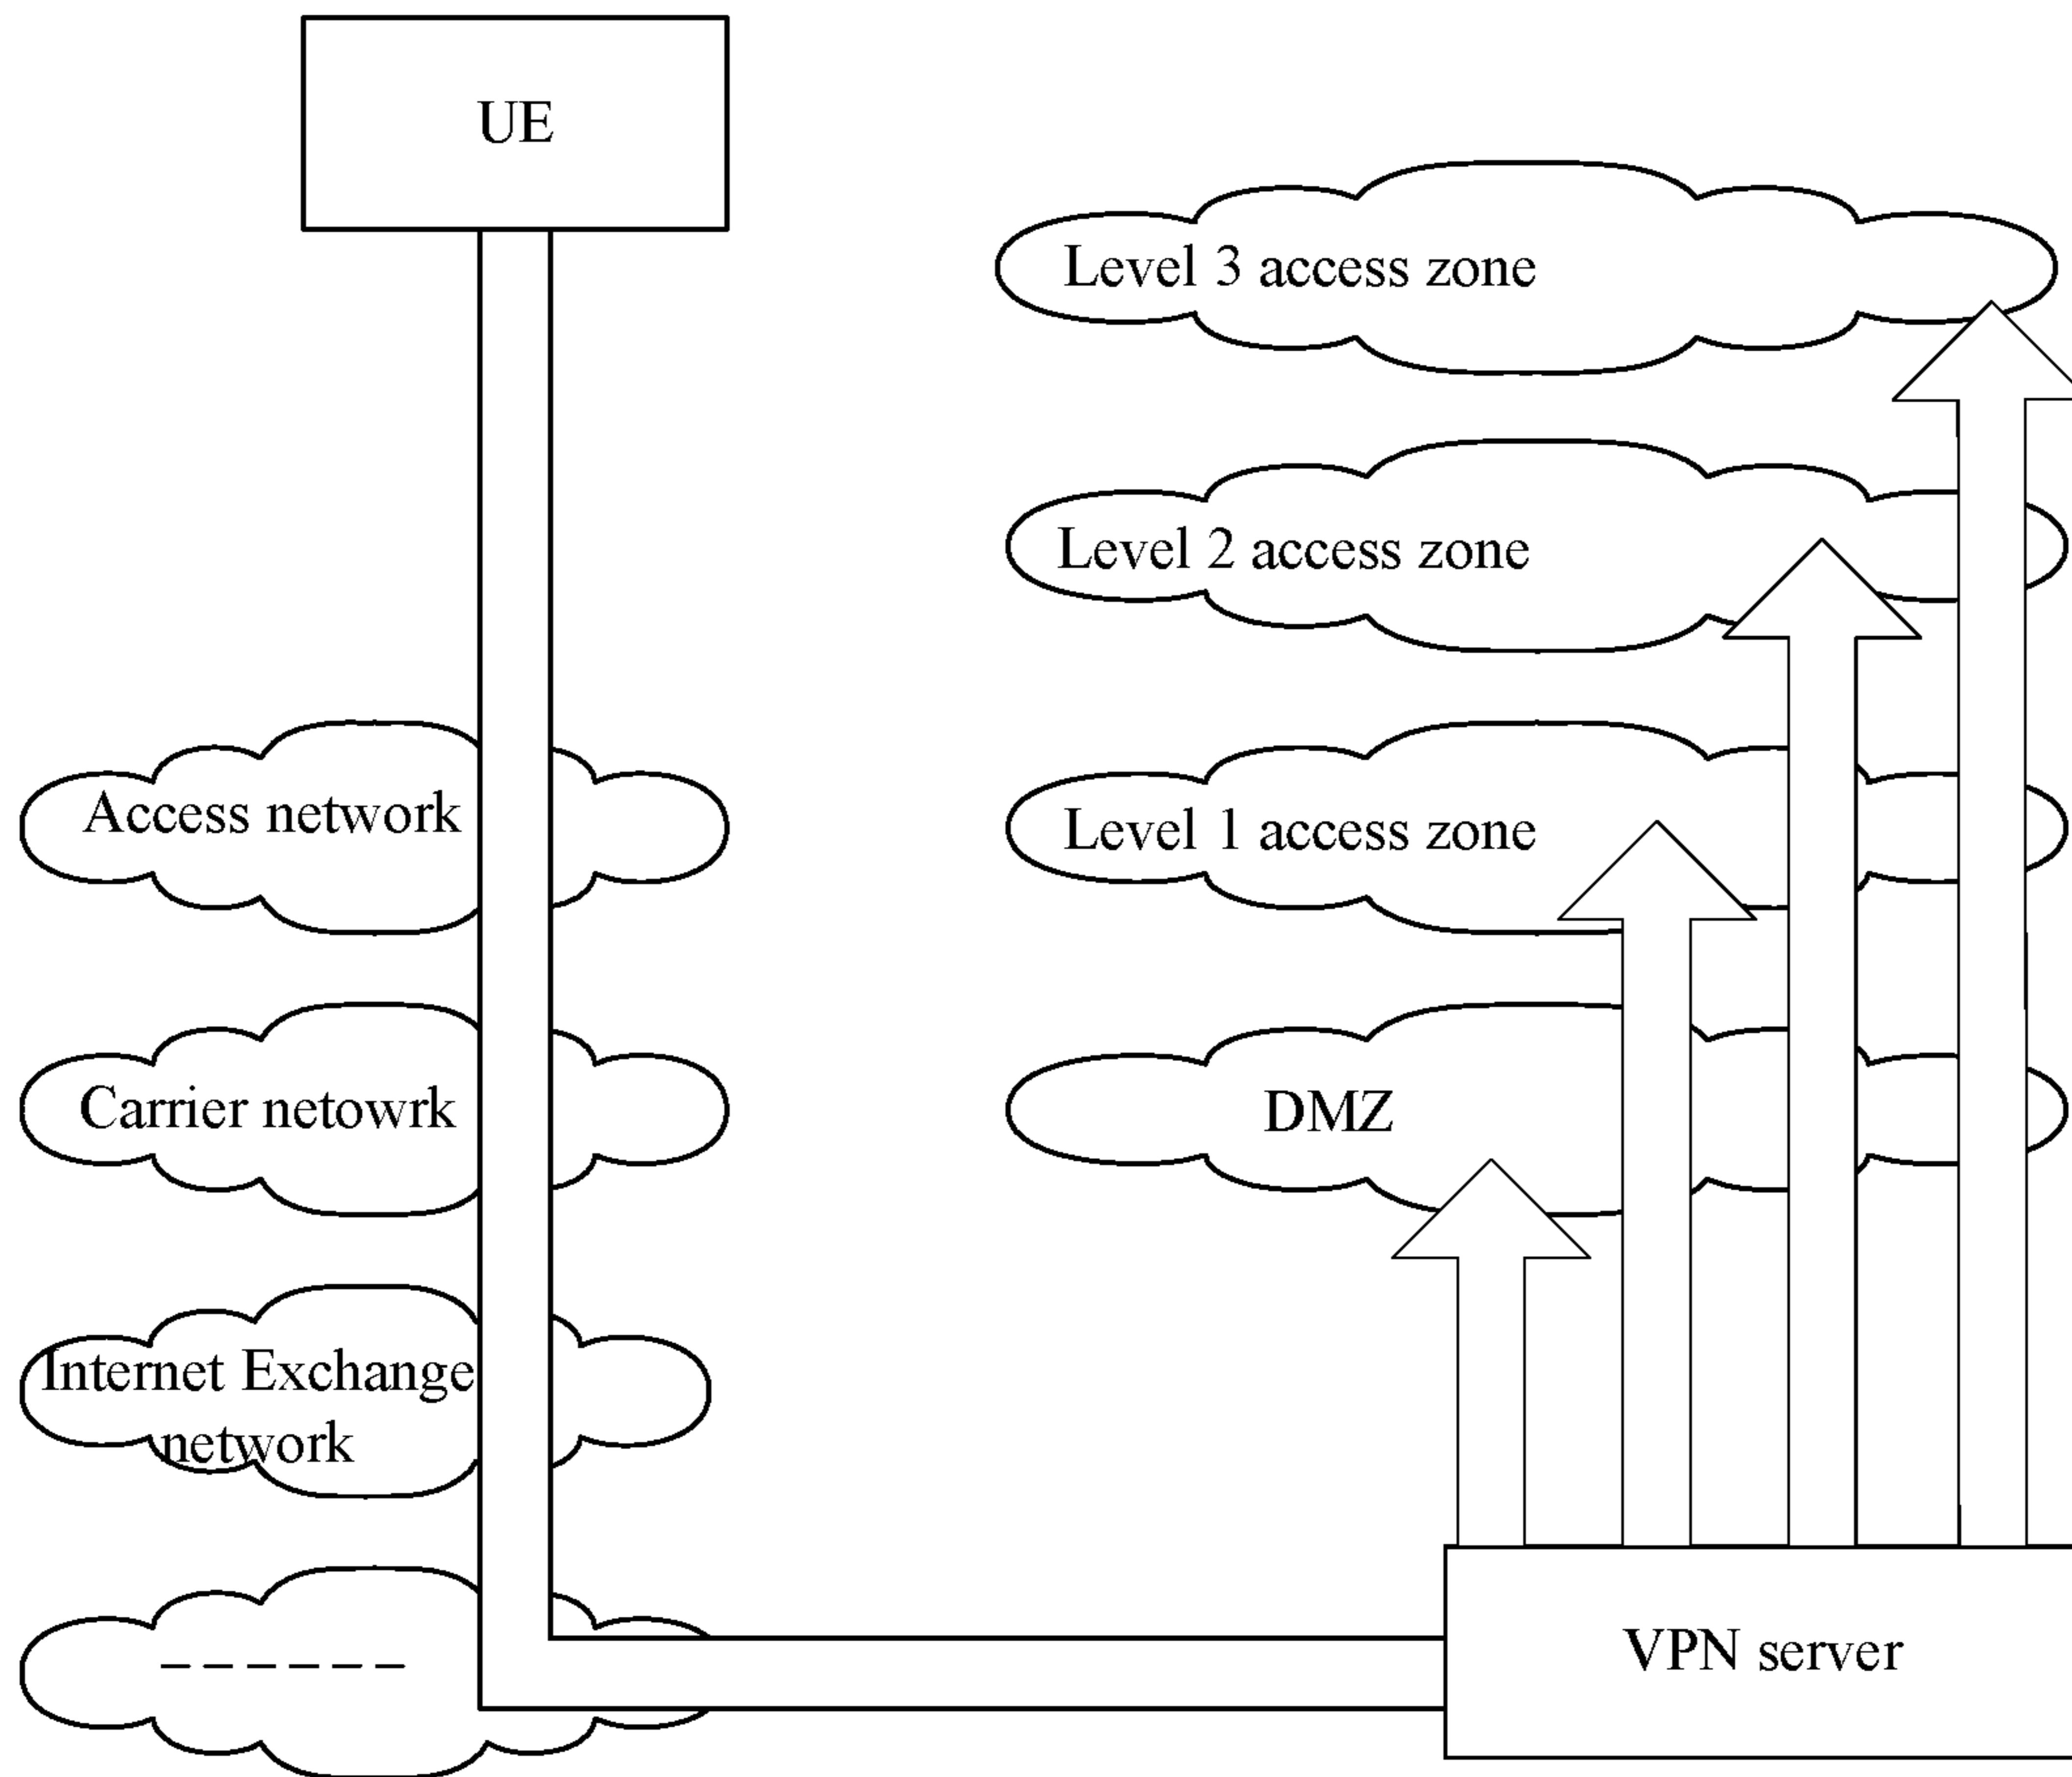 UE
Level 3 access zone
Level 2 access zone
Access network
Level 1 access zone
Carrier netowrk
DMZ
Internet Exchange
network
VPN server